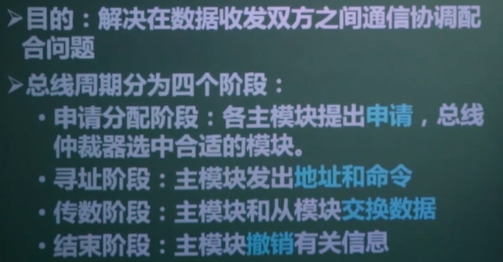 ➢目的：解决在数据收发双方之间通信协调配
合问题
➢总线周期分为四个阶段：
• 申请分配阶段：各主模块提出申请，总线
仲裁器选中合适的模块。
• 寻址阶段：主模块发出地址和命令
• 传数阶段：主模块和从模块交换数据
• 结束阶段：主模块撤销有关信息